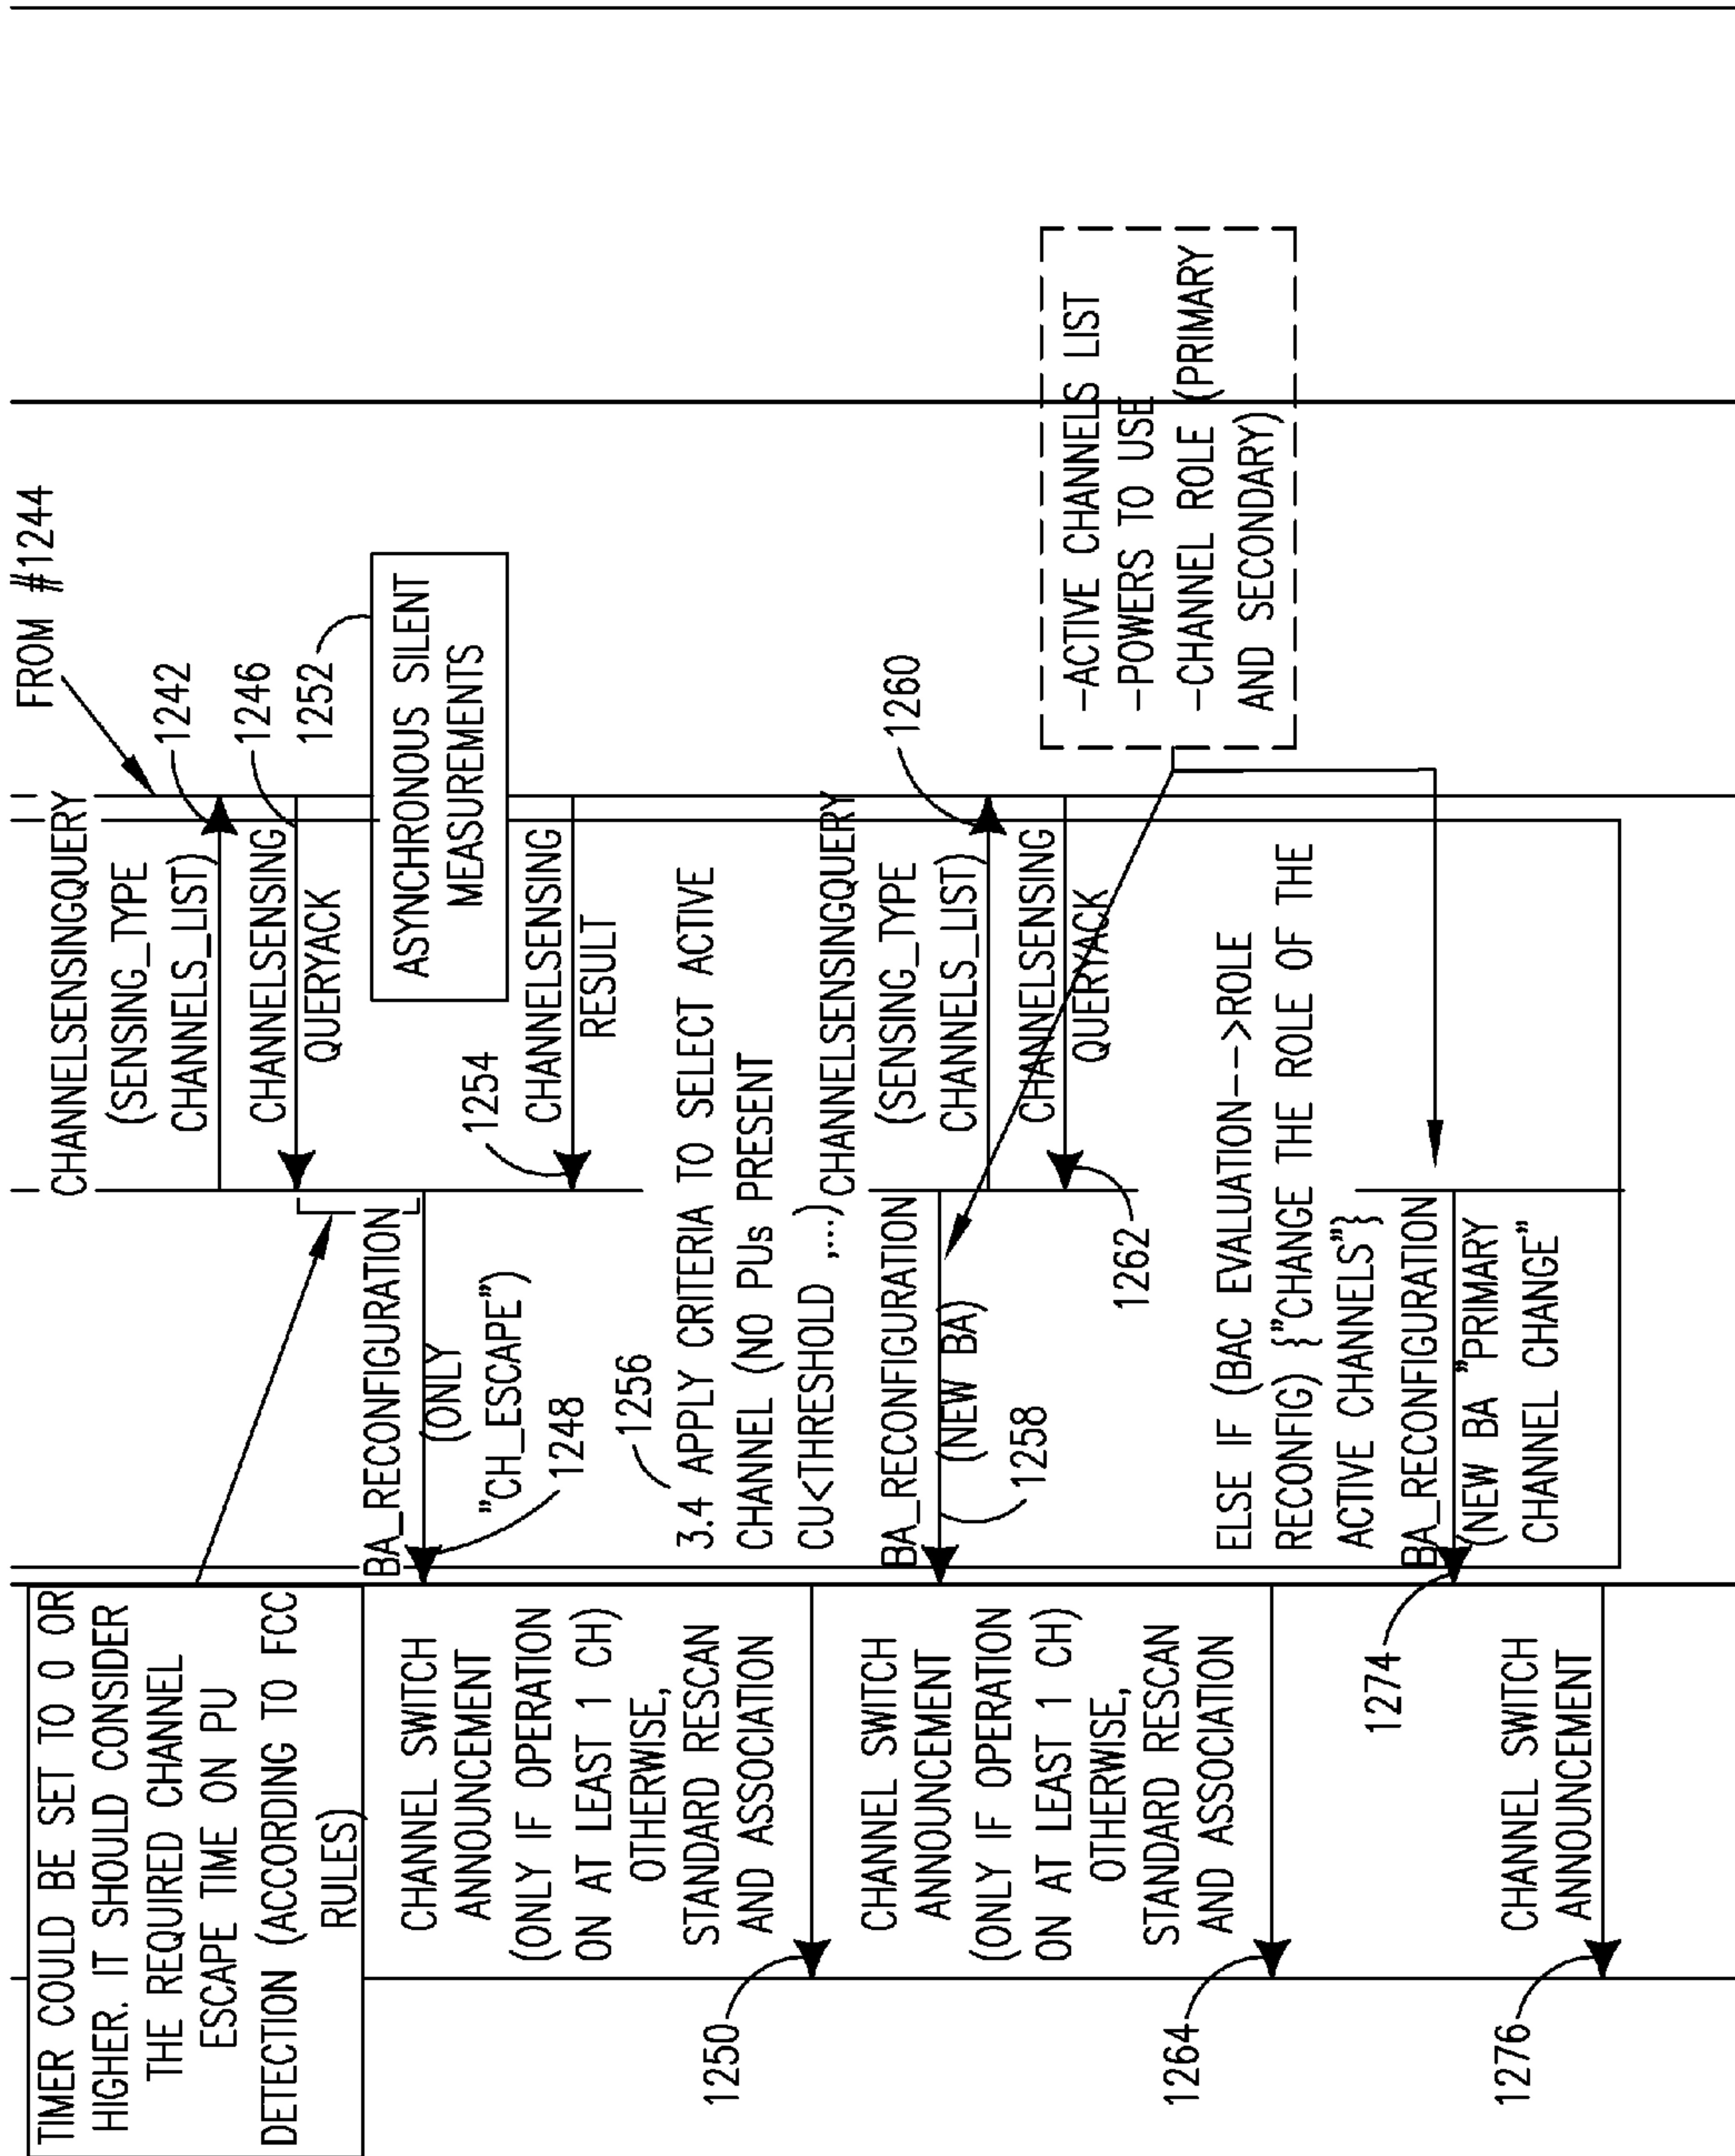 TIMER COULD BE SET TO 0 OR
HIGHER. IT SHOULD CONSIDER
THE REQUIRED CHANNEL
ESCAPE TIME ON PU
DETECTION (ACCORDING TO FCC
RULES)
FROM #1244
CHANNELSENSINGQUERY
(SENSING_TYPE
CHANNELS_LIST)
1242
CHANNELSENSING
QUERYACK
1246
BA_RECONFIGURATION
(ONLY
"CH_ESCAPE")
1248
ASYNCHRONOUS SILENT
MEASUREMENTS
1252
CHANNEL SWITCH
ANNOUNCEMENT
(ONLY IF OPERATION
ON AT LEAST 1 CH)
OTHERWISE,
STANDARD RESCAN
AND ASSOCIATION
1250
1254
CHANNELSENSING
RESULT
1256
3.4 APPLY CRITERIA TO SELECT ACTIVE
CHANNEL (NO PUs PRESENT
CU<THRESHOLD ,...)
CHANNELSENSINGQUERY
(SENSING_TYPE
CHANNELS_LIST)
1260
BA_RECONFIGURATION
(NEW BA)
1258
CHANNELSENSING
QUERYACK
1262
-ACTIVE CHANNELS LIST
-POWERS TO USE
-CHANNEL ROLE (PRIMARY
AND SECONDARY)
CHANNEL SWITCH
ANNOUNCEMENT
(ONLY IF OPERATION
ON AT LEAST 1 CH)
OTHERWISE,
STANDARD RESCAN
AND ASSOCIATION
1264
ELSE IF (BAC EVALUATION-->ROLE
RECONFIG) {"CHANGE THE ROLE OF THE
ACTIVE CHANNELS"}
BA_RECONFIGURATION
(NEW BA "PRIMARY
CHANNEL CHANGE"
1274
CHANNEL SWITCH
ANNOUNCEMENT
1276